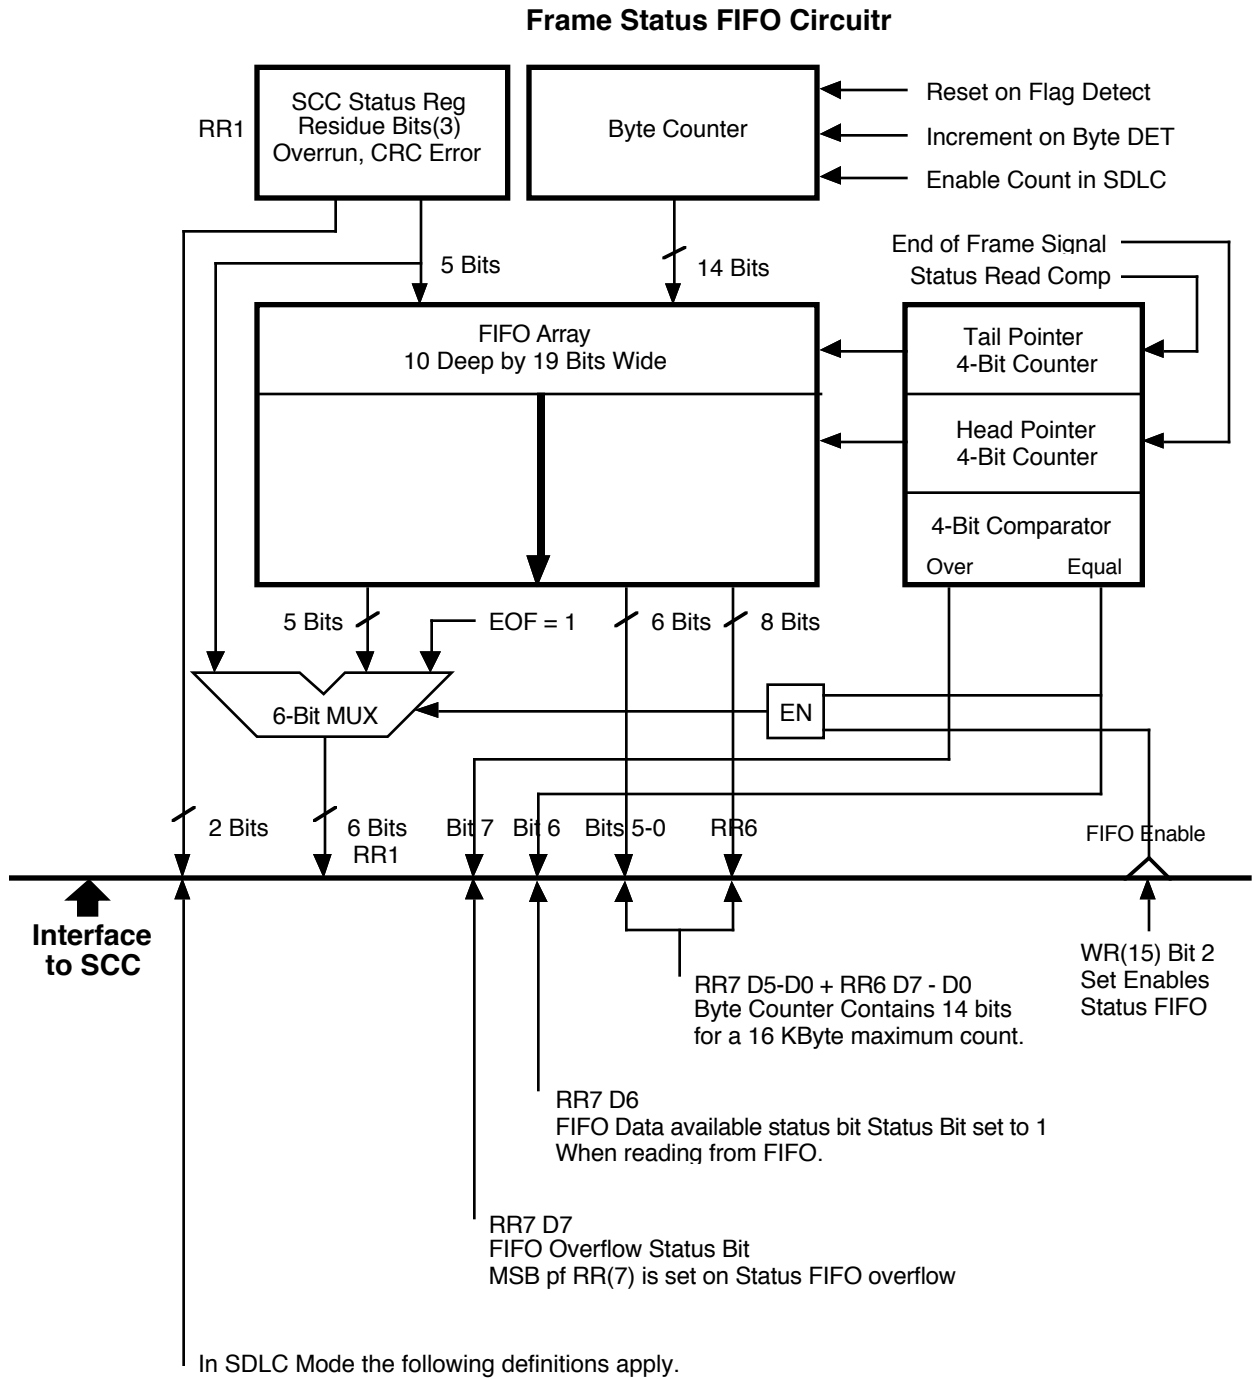 Frame Status FIFO Circuitr
RR1
SCC Status Reg
Residue Bits(3)
Overrun, CRC Error
Byte Counter
Reset on Flag Detect
Increment on Byte DET
Enable Count in SDLC
End of Frame Signal
Status Read Comp
5 Bits
14 Bits
FIFO Array
10 Deep by 19 Bits Wide
Tail Pointer
4-Bit Counter
Head Pointer
4-Bit Counter
4-Bit Comparator
Over Equal
5 Bits
EOF = 1
6 Bits
8 Bits
6-Bit MUX
EN
2 Bits
6 Bits
RR1
Bit 7
Bit 6
Bits 5-0
RR6
FIFO Enable
Interface
to SCC
WR(15) Bit 2
Set Enables
Status FIFO
RR7 D5-D0 + RR6 D7 - D0
Byte Counter Contains 14 bits
for a 16 KByte maximum count.
RR7 D6
FIFO Data available status bit Status Bit set to 1
When reading from FIFO.
RR7 D7
FIFO Overflow Status Bit
MSB pf RR(7) is set on Status FIFO overflow
In SDLC Mode the following definitions apply.